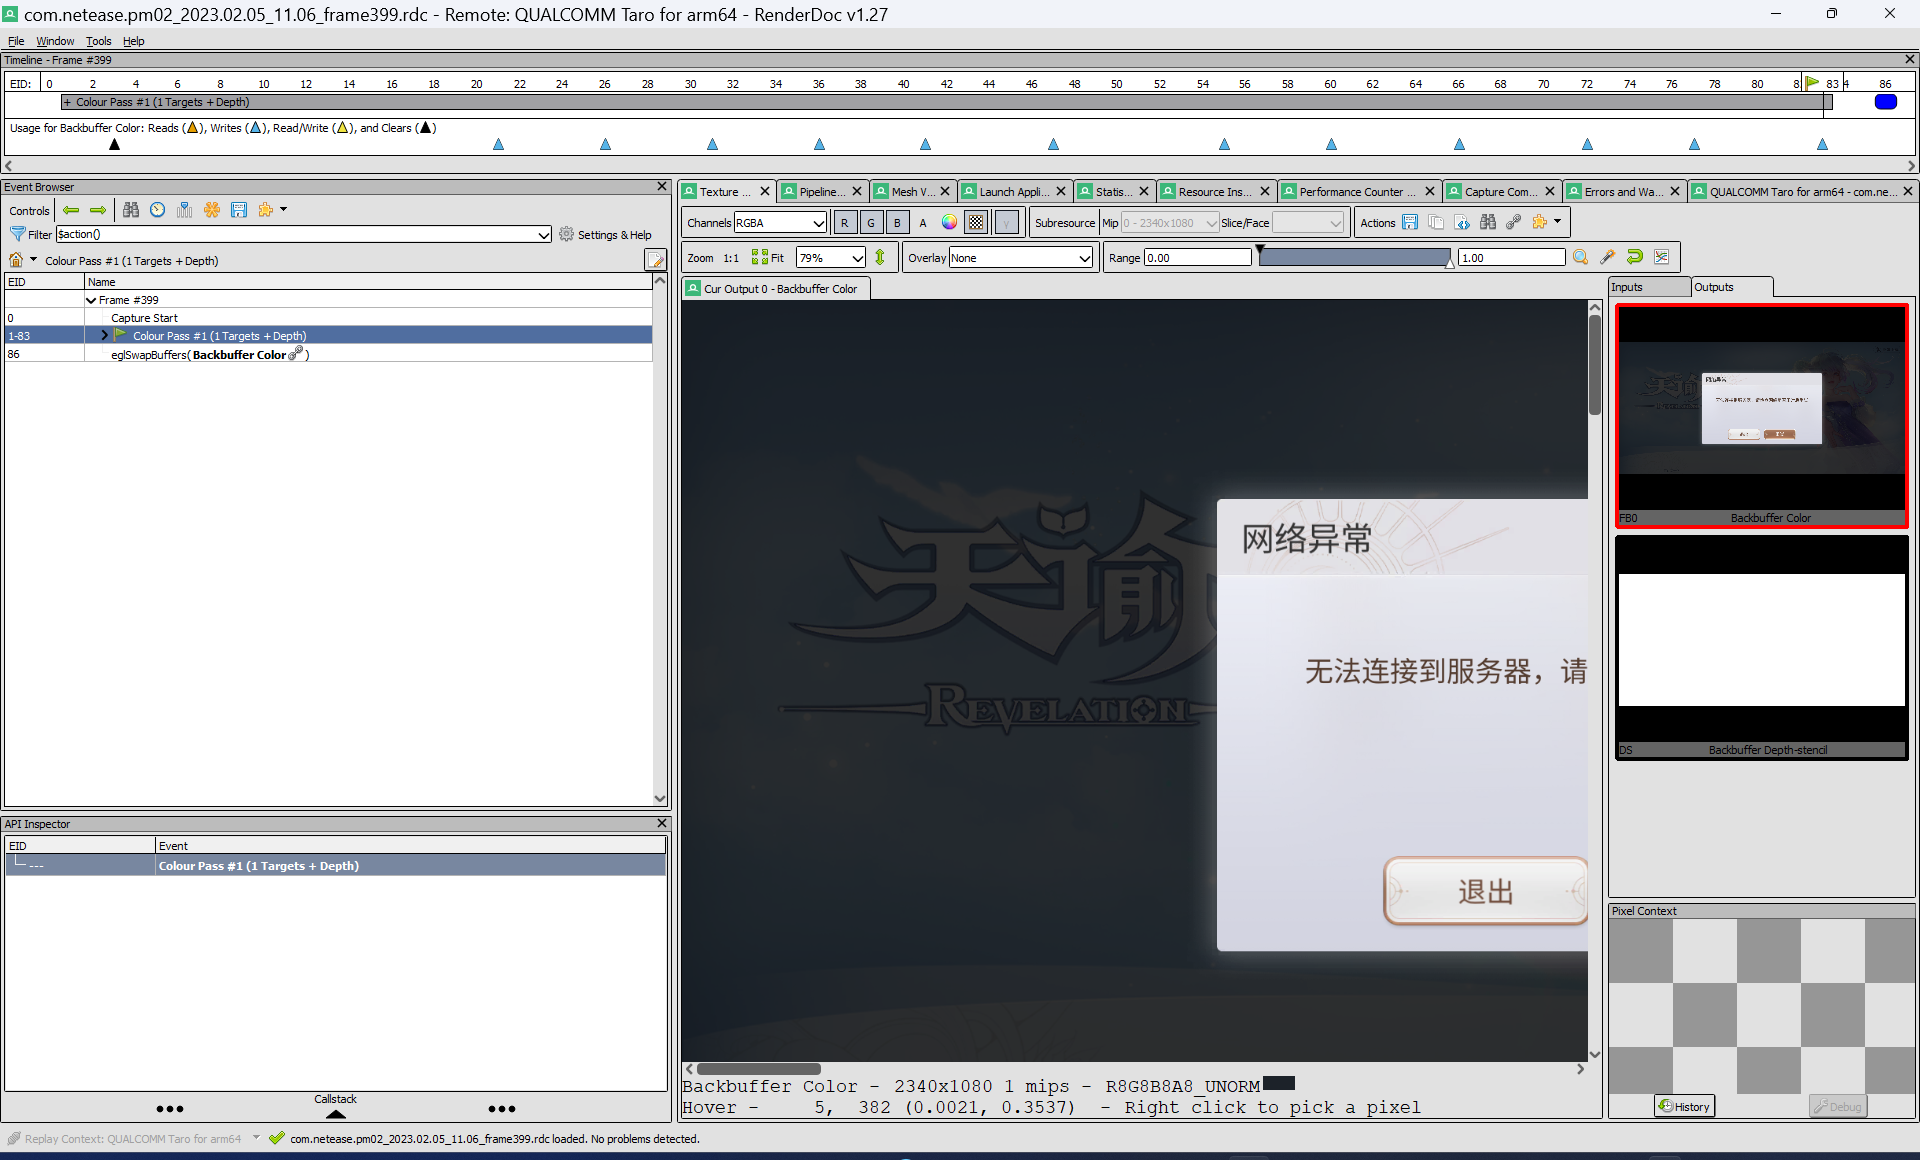 com.netease.pm02_2023.02.05_11.06_frame399.rdc - Remote: QUALCOMM Taro for arm64 - RenderDoc v1.27
File Window Tools Help
Timeline - Frame #399
EID: 0 2 4 6 8 10 12 14 16 18 20 22 24 26 28 30 32 34 36 38 40 42 44 46 48 50 52 54 56 58 60 62 64 66 68 70 72 74 76 78 80 8 83 4 86
+ Colour Pass #1 (1 Targets + Depth)
Usage for Backbuffer Color: Reads ( ), Writes ( ), Read/Write ( ), and Clears ( )
Event Browser
Controls
Filter $action() Settings & Help
Colour Pass #1 (1 Targets + Depth)
EID Name
Frame #399
0 Capture Start
1-83 Colour Pass #1 (1 Targets + Depth)
86 eglSwapBuffers( Backbuffer Color )
API Inspector
EID Event
--- Colour Pass #1 (1 Targets + Depth)
Callstack
Texture ... Pipeline... Mesh V... Launch Appli... Statis... Resource Ins... Performance Counter ... Capture Com... Errors and Wa... QUALCOMM Taro for arm64 - com.ne...
Channels RGBA R G B A γ Subresource Mip 0 - 2340x1080 Slice/Face Actions
Zoom 1:1 Fit 79% Overlay None Range 0.00 1.00
Cur Output 0 - Backbuffer Color
天谕
REVELATION
网络异常
无法连接到服务器，请
退出
Backbuffer Color - 2340x1080 1 mips - R8G8B8A8_UNORM
Hover - 5, 382 (0.0021, 0.3537) - Right click to pick a pixel
Inputs Outputs
FB0 Backbuffer Color
DS Backbuffer Depth-stencil
Pixel Context
History Debug
Replay Context: QUALCOMM Taro for arm64 com.netease.pm02_2023.02.05_11.06_frame399.rdc loaded. No problems detected.